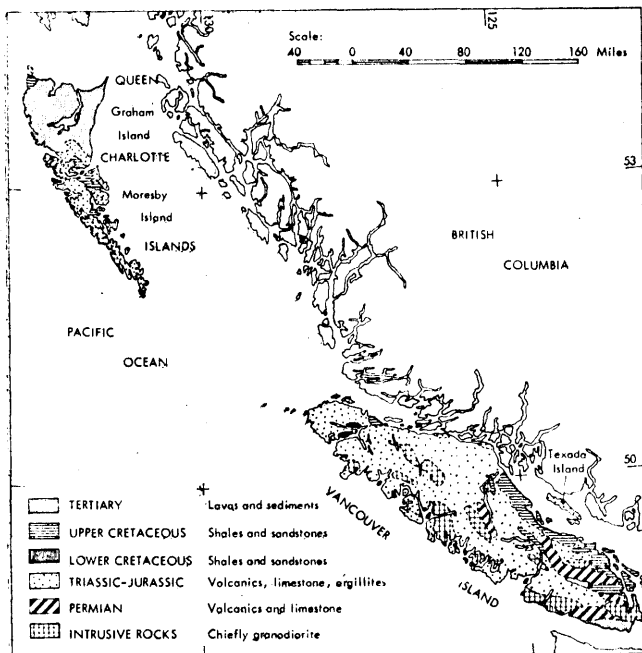 130
125
Scale:
40 0 40 80 120 160 Miles
QUEEN
Graham
Island
CHARLOTTE
53
Moresby
Island
ISLANDS
BRITISH
COLUMBIA
PACIFIC
OCEAN
Texada
Island
50
VANCOUVER
ISLAND
TERTIARY Lavas and sediments
UPPER CRETACEOUS Shales and sandstones
LOWER CRETACEOUS Shales and sandstones
TRIASSIC-JURASSIC Volcanics, limestone, argillites
PERMIAN Volcanics and limestone
INTRUSIVE ROCKS Chiefly granodiorite